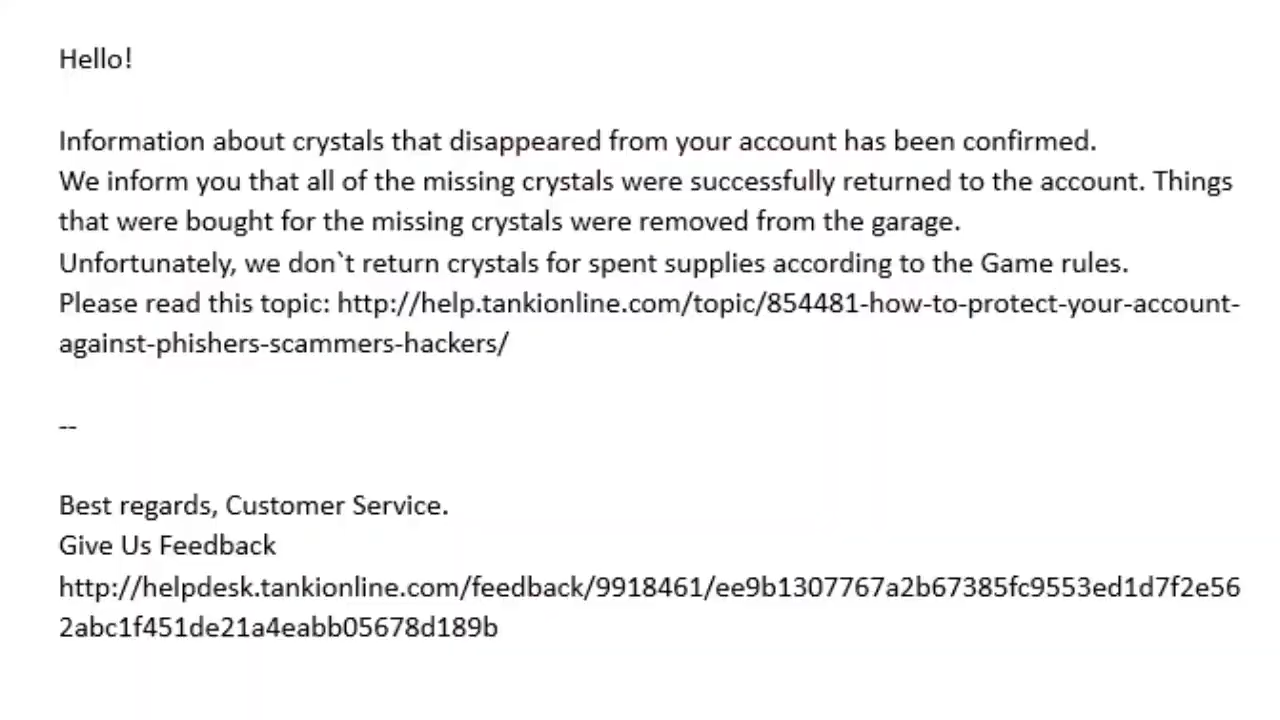 Hello!
Information about crystals that disappeared from your account has been confirmed.
We inform you that all of the missing crystals were successfully returned to the account. Things
that were bought for the missing crystals were removed from the garage.
Unfortunately, we don`t return crystals for spent supplies according to the Game rules.
Please read this topic: http://help.tankionline.com/topic/854481-how-to-protect-your-account-
against-phishers-scammers-hackers/
--
Best regards, Customer Service.
Give Us Feedback
http://helpdesk.tankionline.com/feedback/9918461/ee9b1307767a2b67385fc9553ed1d7f2e56
2abc1f451de21a4eabb05678d189b